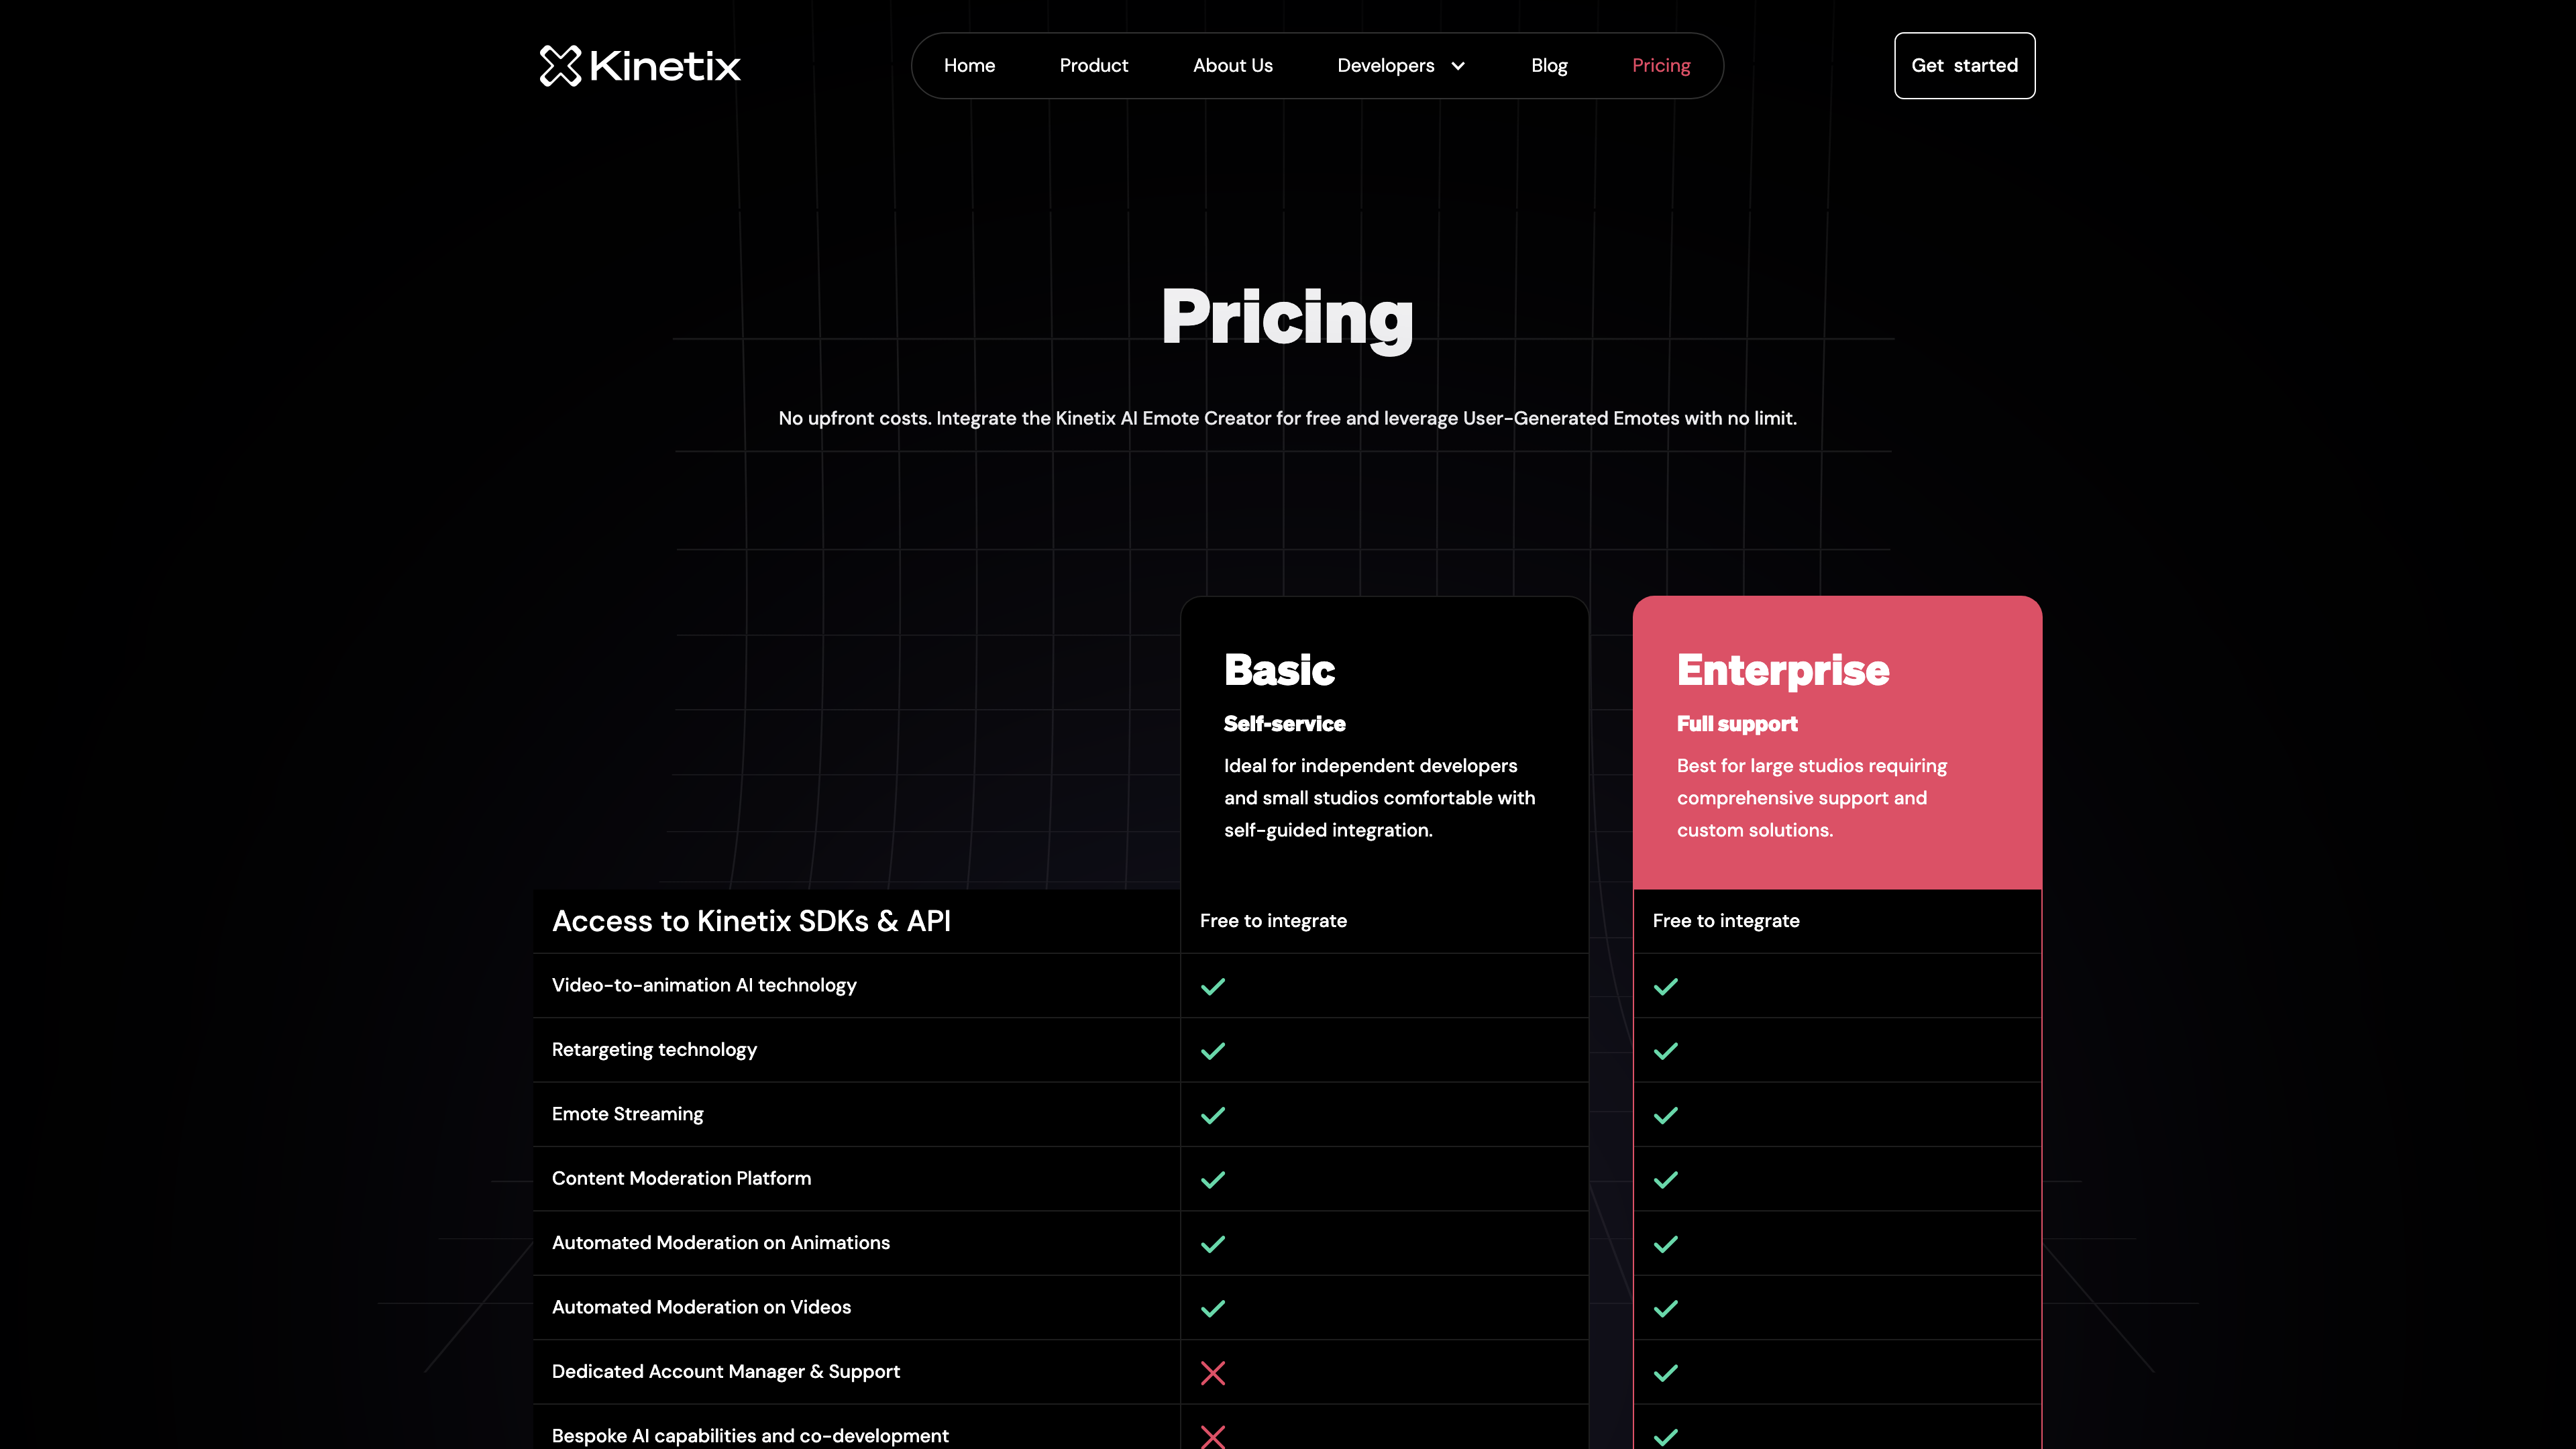 Kinetix
Home Product About Us Developers Blog Pricing
Get started
Pricing
No upfront costs. Integrate the Kinetix AI Emote Creator for free and leverage User-Generated Emotes with no limit.
Basic
Self-service
Ideal for independent developers
and small studios comfortable with
self-guided integration.
Enterprise
Full support
Best for large studios requiring
comprehensive support and
custom solutions.
Access to Kinetix SDKs & API Free to integrate Free to integrate
Video-to-animation AI technology
Retargeting technology
Emote Streaming
Content Moderation Platform
Automated Moderation on Animations
Automated Moderation on Videos
Dedicated Account Manager & Support
Bespoke AI capabilities and co-development